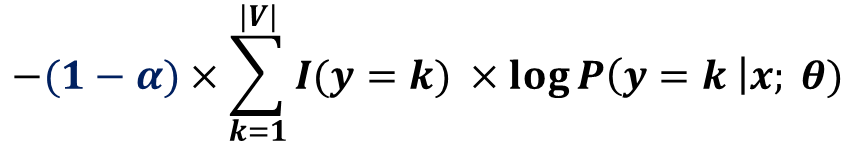 −(1 − α) × ∑_{k=1}^{|V|} I(y = k) × log P(y = k |x; θ)